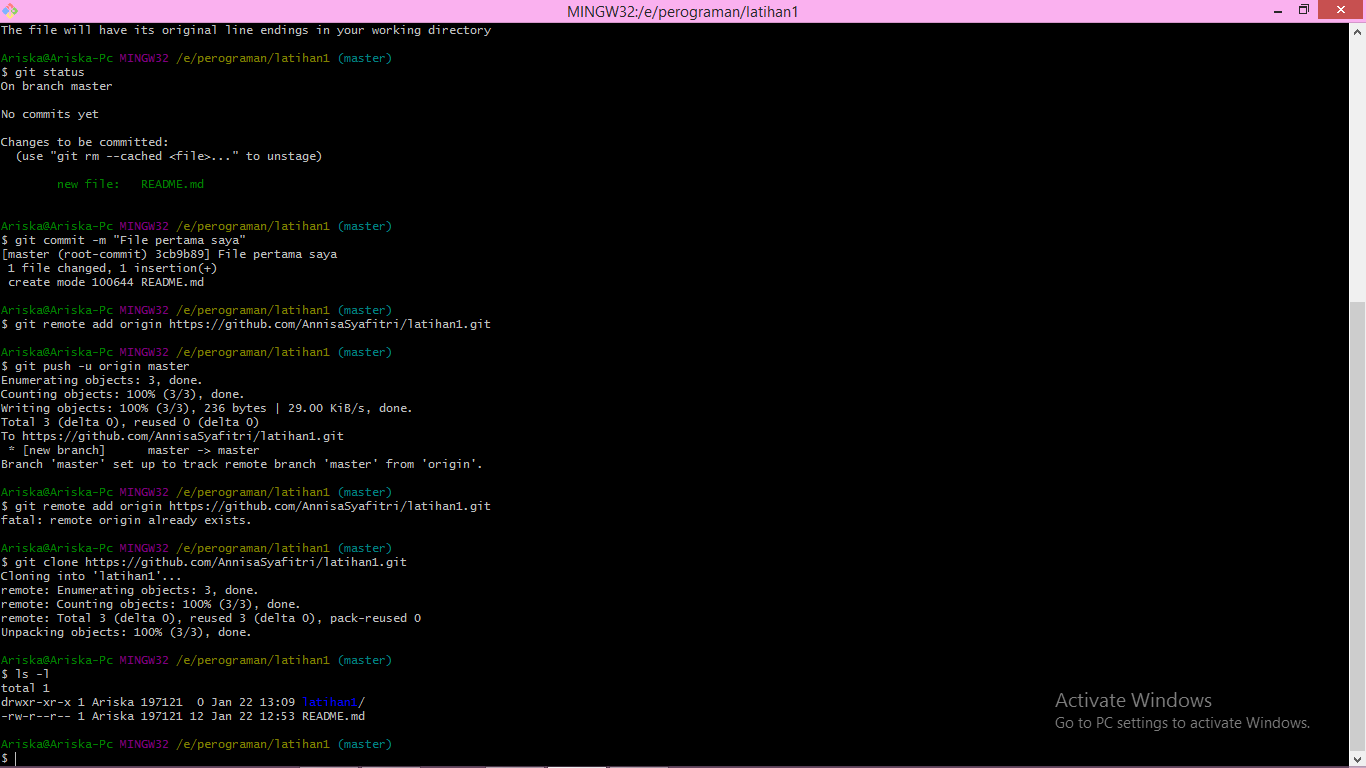 MINGW32:/e/perograman/latihan1
The file will have its original line endings in your working directory
Ariska@Ariska-Pc MINGW32 /e/perograman/latihan1 (master)
$ git status
On branch master
No commits yet
Changes to be committed:
  (use "git rm --cached <file>..." to unstage)
        new file:   README.md
Ariska@Ariska-Pc MINGW32 /e/perograman/latihan1 (master)
$ git commit -m "File pertama saya"
[master (root-commit) 3cb9b89] File pertama saya
 1 file changed, 1 insertion(+)
 create mode 100644 README.md
Ariska@Ariska-Pc MINGW32 /e/perograman/latihan1 (master)
$ git remote add origin https://github.com/AnnisaSyafitri/latihan1.git
Ariska@Ariska-Pc MINGW32 /e/perograman/latihan1 (master)
$ git push -u origin master
Enumerating objects: 3, done.
Counting objects: 100% (3/3), done.
Writing objects: 100% (3/3), 236 bytes | 29.00 KiB/s, done.
Total 3 (delta 0), reused 0 (delta 0)
To https://github.com/AnnisaSyafitri/latihan1.git
 * [new branch]      master -> master
Branch 'master' set up to track remote branch 'master' from 'origin'.
Ariska@Ariska-Pc MINGW32 /e/perograman/latihan1 (master)
$ git remote add origin https://github.com/AnnisaSyafitri/latihan1.git
fatal: remote origin already exists.
Ariska@Ariska-Pc MINGW32 /e/perograman/latihan1 (master)
$ git clone https://github.com/AnnisaSyafitri/latihan1.git
Cloning into 'latihan1'...
remote: Enumerating objects: 3, done.
remote: Counting objects: 100% (3/3), done.
remote: Total 3 (delta 0), reused 3 (delta 0), pack-reused 0
Unpacking objects: 100% (3/3), done.
Ariska@Ariska-Pc MINGW32 /e/perograman/latihan1 (master)
$ ls -l
total 1
drwxr-xr-x 1 Ariska 197121  0 Jan 22 13:09 latihan1/
-rw-r--r-- 1 Ariska 197121 12 Jan 22 12:53 README.md
Ariska@Ariska-Pc MINGW32 /e/perograman/latihan1 (master)
$
Activate Windows
Go to PC settings to activate Windows.